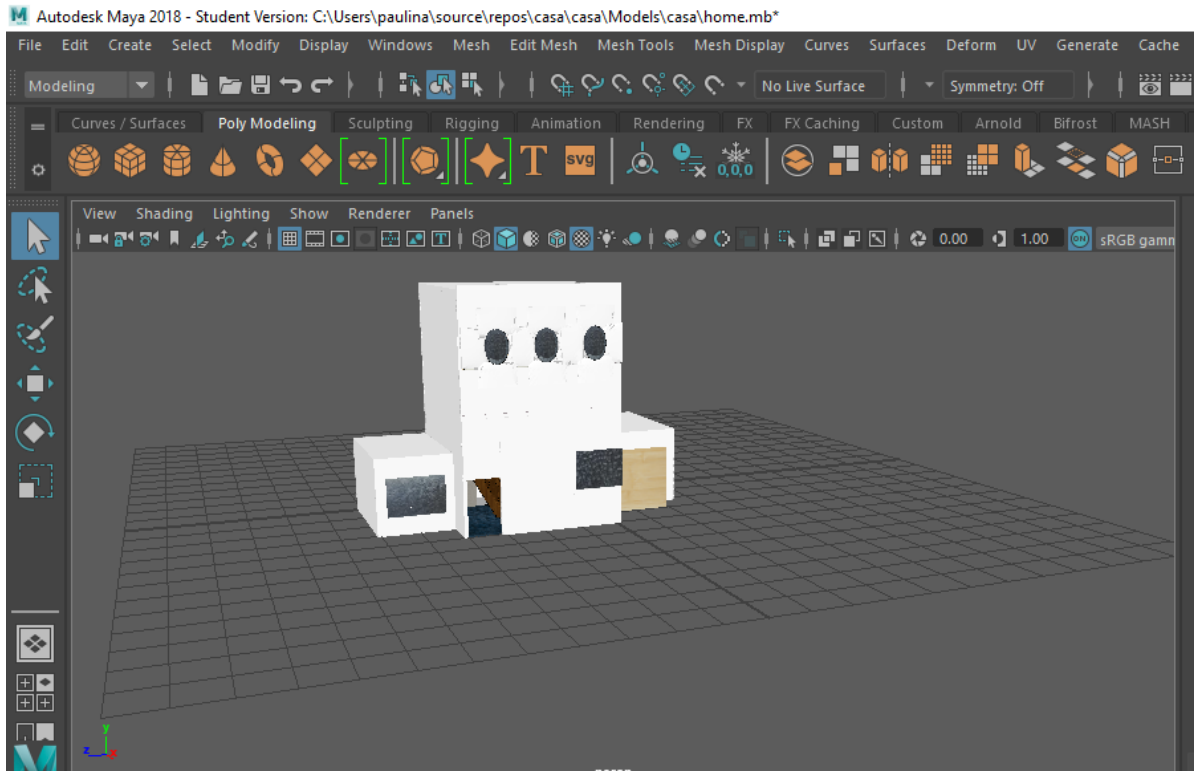 Autodesk Maya 2018 - Student Version: C:\Users\paulina\source\repos\casa\casa\Models\casa\home.mb*
File Edit Create Select Modify Display Windows Mesh Edit Mesh Mesh Tools Mesh Display Curves Surfaces Deform UV Generate Cache
Modeling No Live Surface Symmetry: Off
Curves / Surfaces Poly Modeling Sculpting Rigging Animation Rendering FX FX Caching Custom Arnold Bifrost MASH
T svg 0,0,0
View Shading Lighting Show Renderer Panels
0.00 1.00 ON sRGB gamm
y
z x